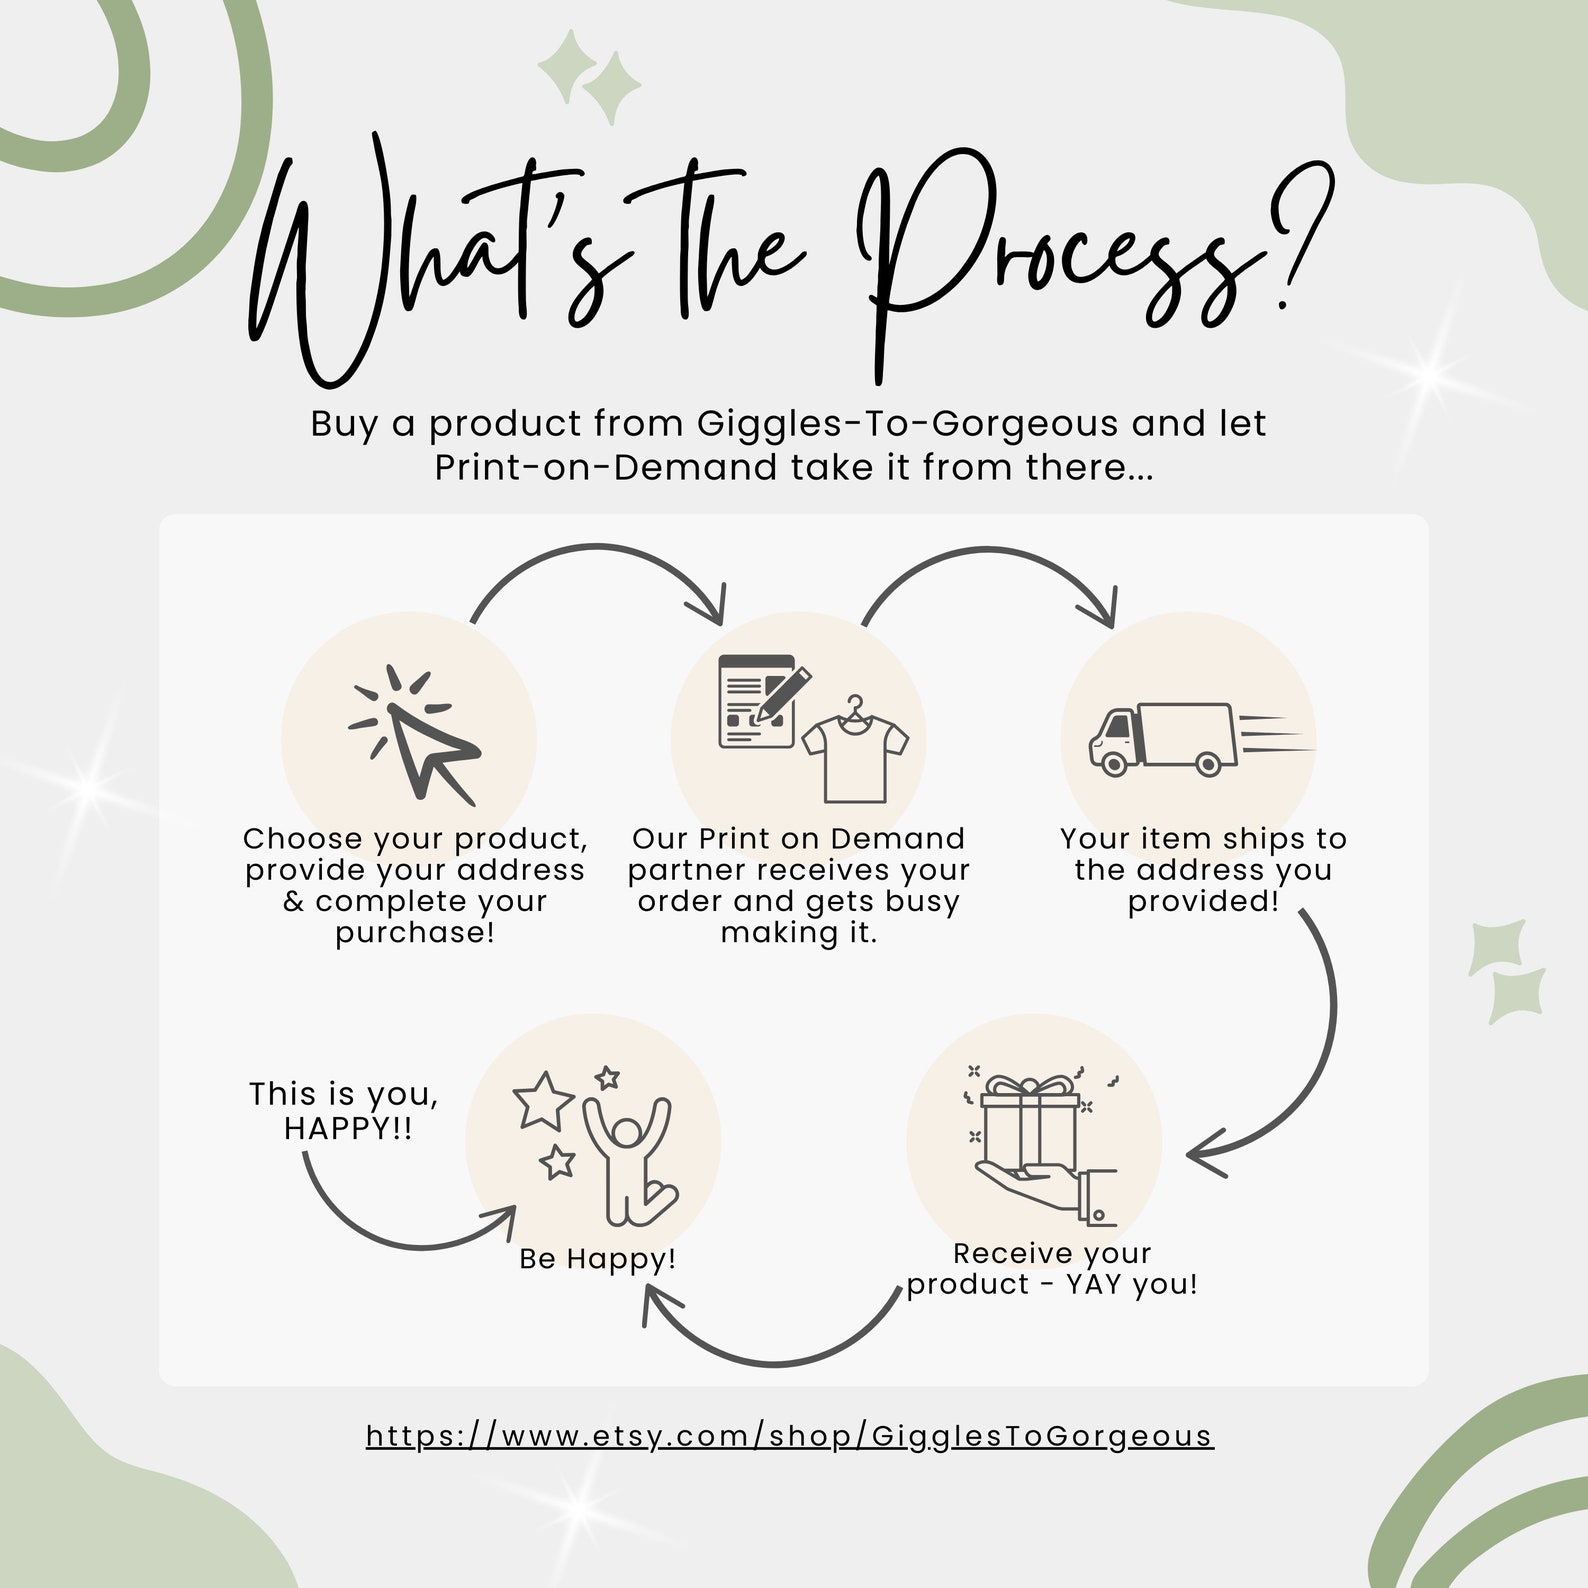 What's the Process?
Buy a product from Giggles-To-Gorgeous and let
Print-on-Demand take it from there...
Choose your product,
provide your address
& complete your
purchase!
Our Print on Demand
partner receives your
order and gets busy
making it.
Your item ships to
the address you
provided!
This is you,
HAPPY!!
Be Happy!
Receive your
product - YAY you!
https://www.etsy.com/shop/GigglesToGorgeous